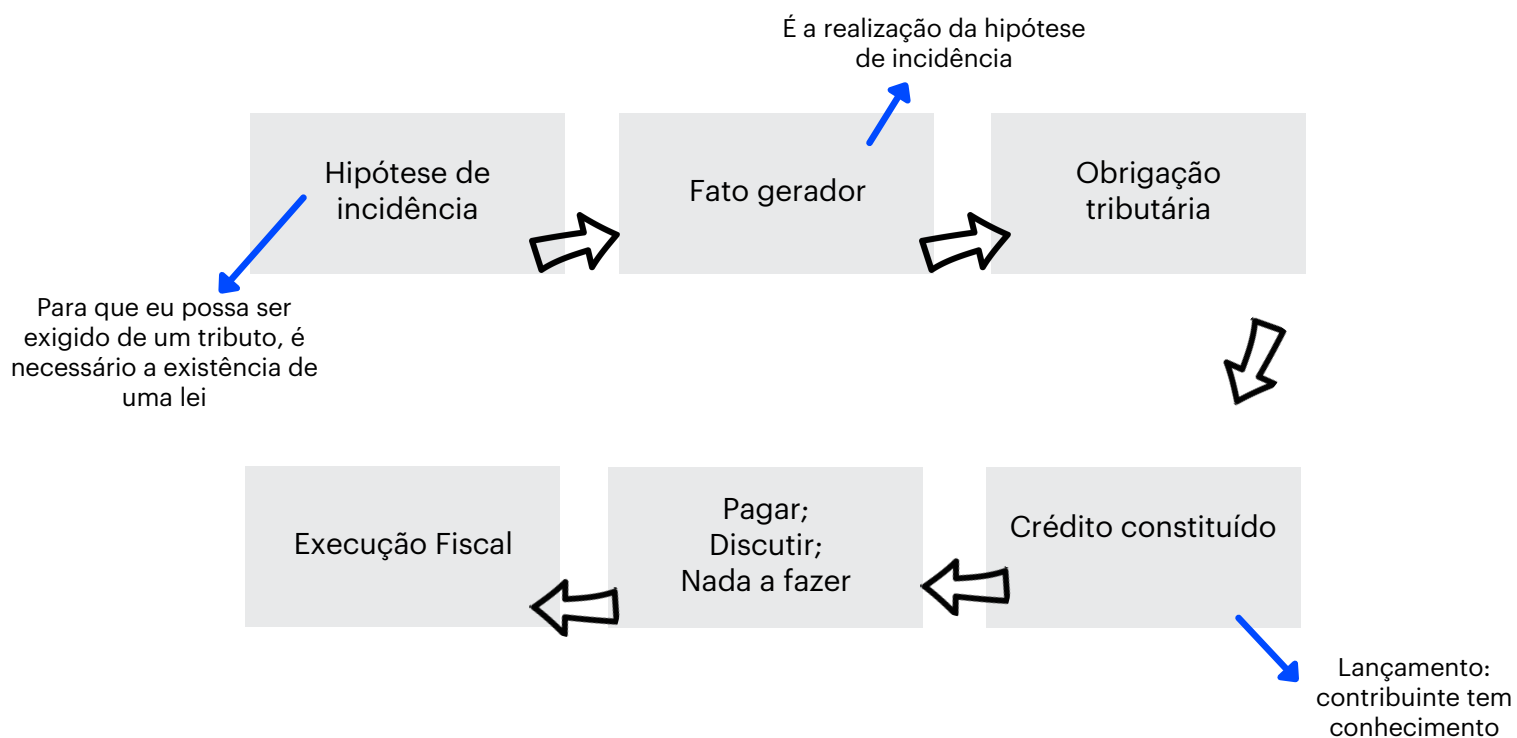 É a realização da hipótese
de incidência
Hipótese de
incidência
Fato gerador
Obrigação
tributária
Para que eu possa ser
exigido de um tributo, é
necessário a existência de
uma lei
Execução Fiscal
Pagar;
Discutir;
Nada a fazer
Crédito constituído
Lançamento:
contribuinte tem
conhecimento